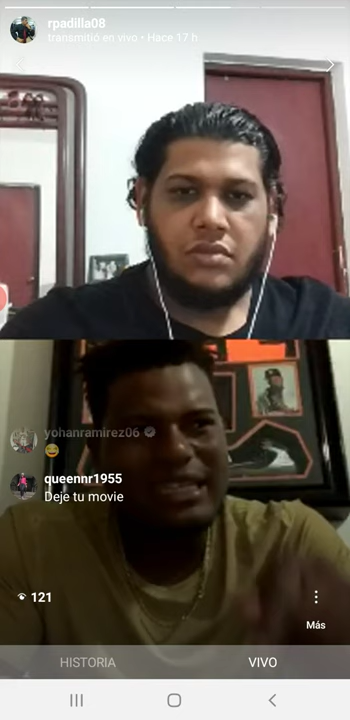 rpadilla08
transmitió en vivo • Hace 17 h
yohanramirez06
queennr1955
Deje tu movie
121
Más
HISTORIA
VIVO